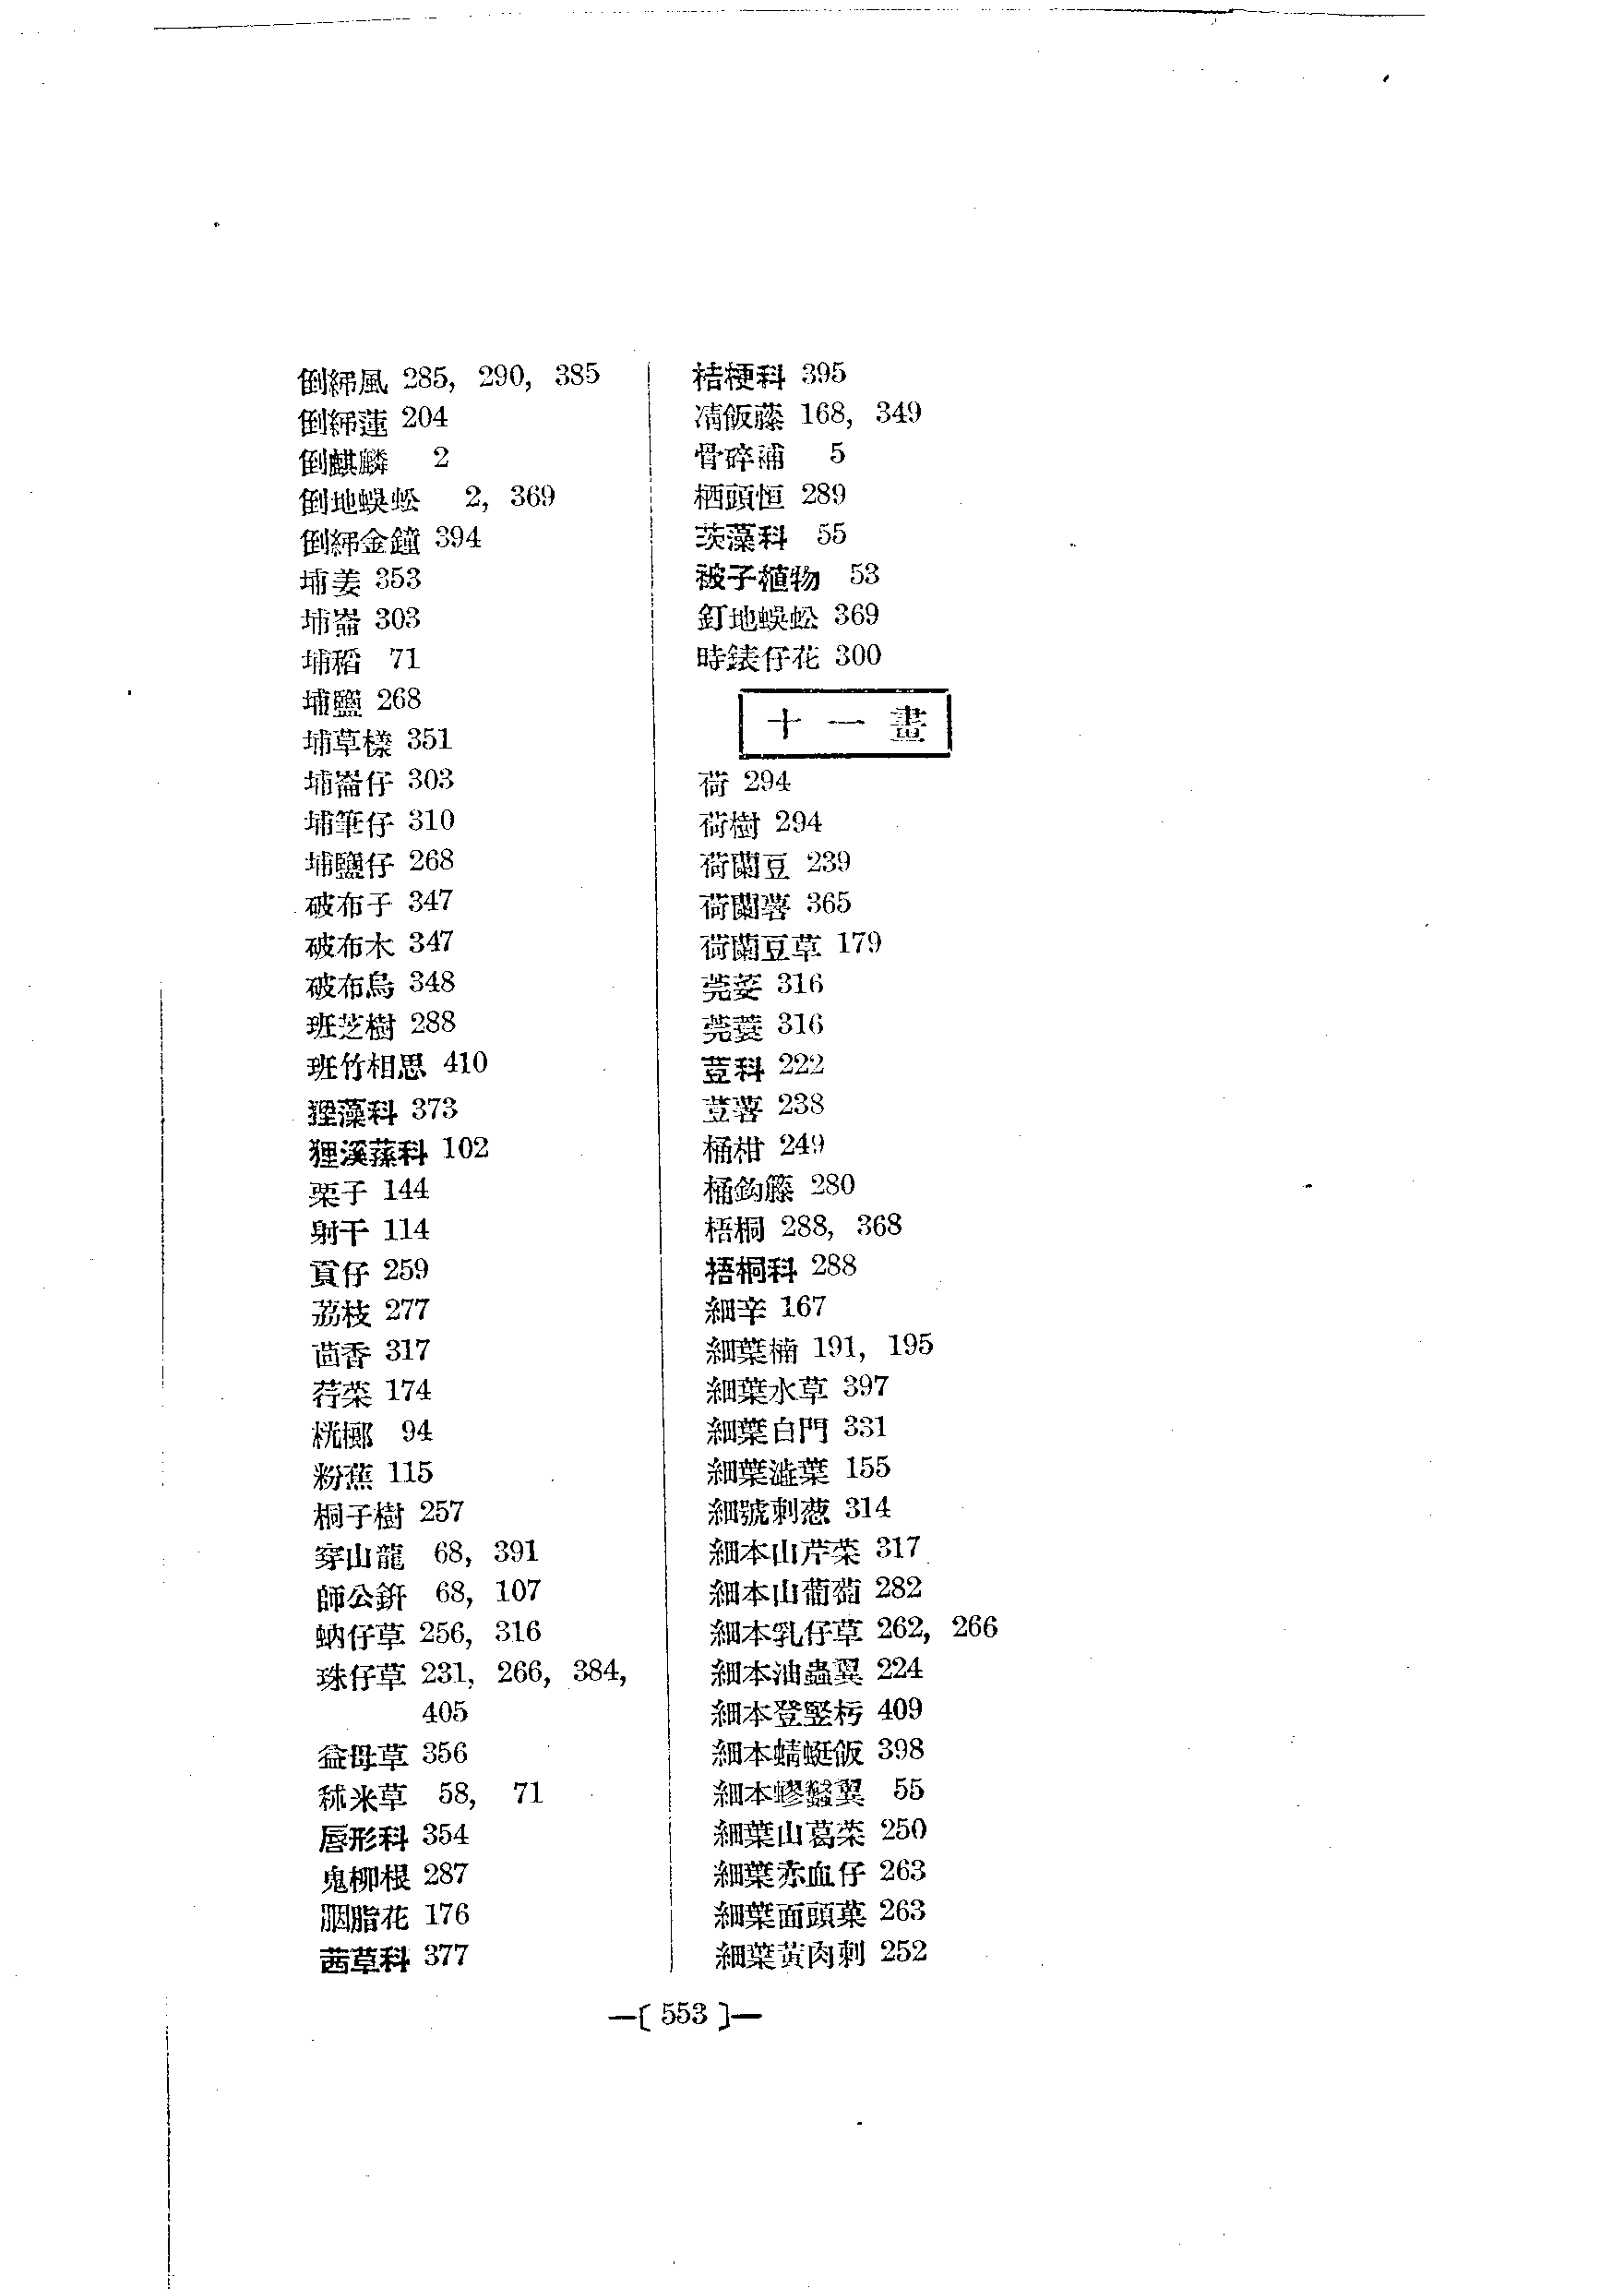 倒綈風 285, 290, 385
倒綈蓮 204
倒麒麟 2
倒地蜈蚣 2, 369
倒綈金鐘 394
埔姜 353
埔崙 303
埔稻 71
埔鹽 268
埔草樣 351
埔崙仔 303
埔筆仔 310
埔鹽仔 268
破布子 347
破布木 347
破布烏 348
班芝樹 288
班竹相思 410
狸藻科 373
狸溪蓀科 102
栗子 144
射干 114
貢仔 259
荔枝 277
茴香 317
荇菜 174
桄榔 94
粉蕉 115
桐子樹 257
穿山龍 68, 391
師公鈃 68, 107
蚋仔草 256, 316
珠仔草 231, 266, 384,
405
益母草 356
秫米草 58, 71
唇形科 354
鬼柳根 287
胭脂花 176
茜草科 377
桔梗科 395
凊飯藤 168, 349
骨碎補 5
栖頭恒 289
茨藻科 55
被子植物 53
釘地蜈蚣 369
時錶仔花 300
十一畫
荷 294
荷樹 294
荷蘭豆 239
荷蘭薯 365
荷蘭豆草 179
莞荽 316
莞蓑 316
荳科 222
荳薯 238
桶柑 249
桶鈎籐 280
梧桐 288, 368
梧桐科 288
細辛 167
細葉楠 191, 195
細葉水草 397
細葉白門 331
細葉澁葉 155
細號刺葱 314
細本山芹菜 317
細本山葡萄 282
細本乳仔草 262, 266
細本油蟲翼 224
細本登竪杇 409
細本蜻蜓飯 398
細本蟉蟹翼 55
細葉山葛菜 250
細葉赤血仔 263
細葉面頭菓 263
細葉黃肉刺 252
—〔 553 〕—